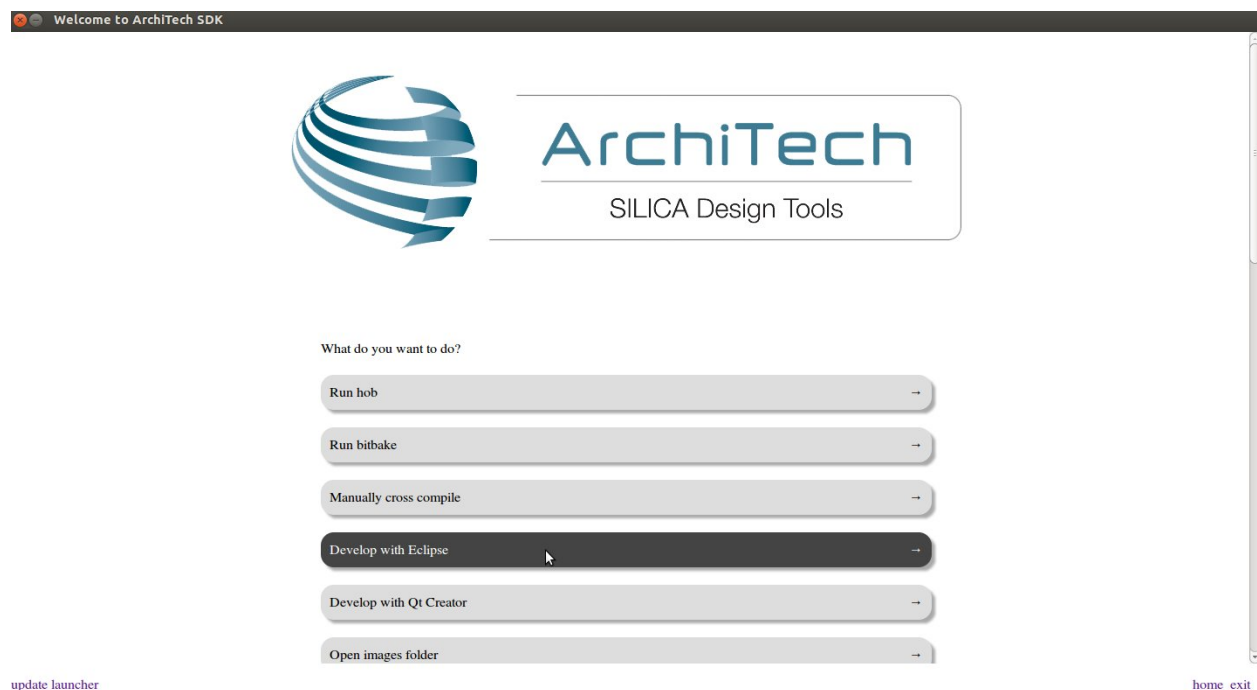 Welcome to ArchiTech SDK
ArchiTech
SILICA Design Tools
What do you want to do?
Run hob →
Run bitbake →
Manually cross compile →
Develop with Eclipse →
Develop with Qt Creator →
Open images folder →
update launcher home exit